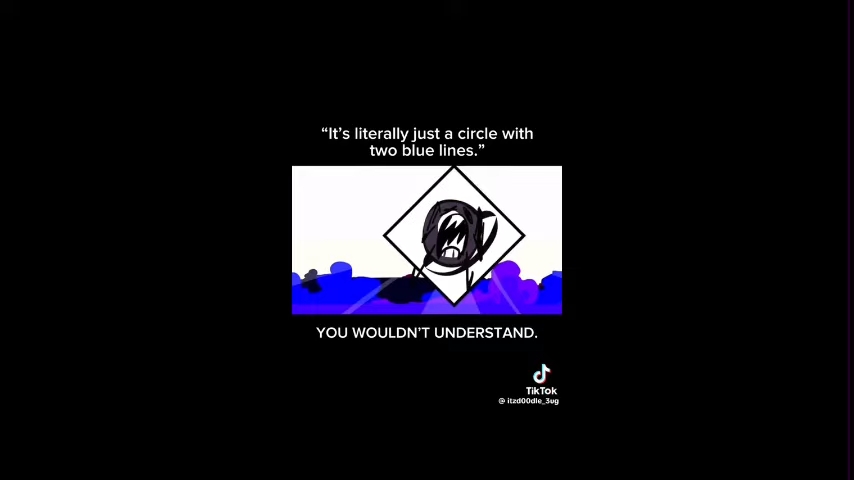 “It’s literally just a circle with
two blue lines.”
YOU WOULDN’T UNDERSTAND.
TikTok
@ itzd00dle_3ug